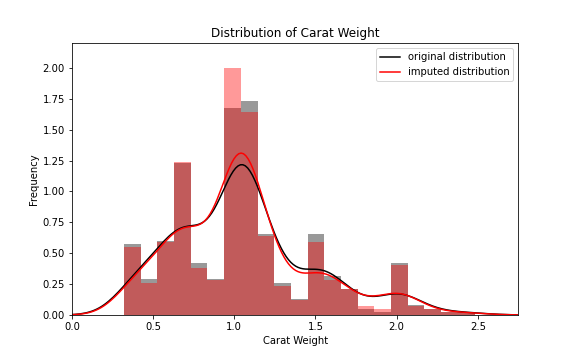 Distribution of Carat Weight
original distribution
imputed distribution
Frequency
2.00
1.75
1.50
1.25
1.00
0.75
0.50
0.25
0.00
0.0 0.5 1.0 1.5 2.0 2.5
Carat Weight